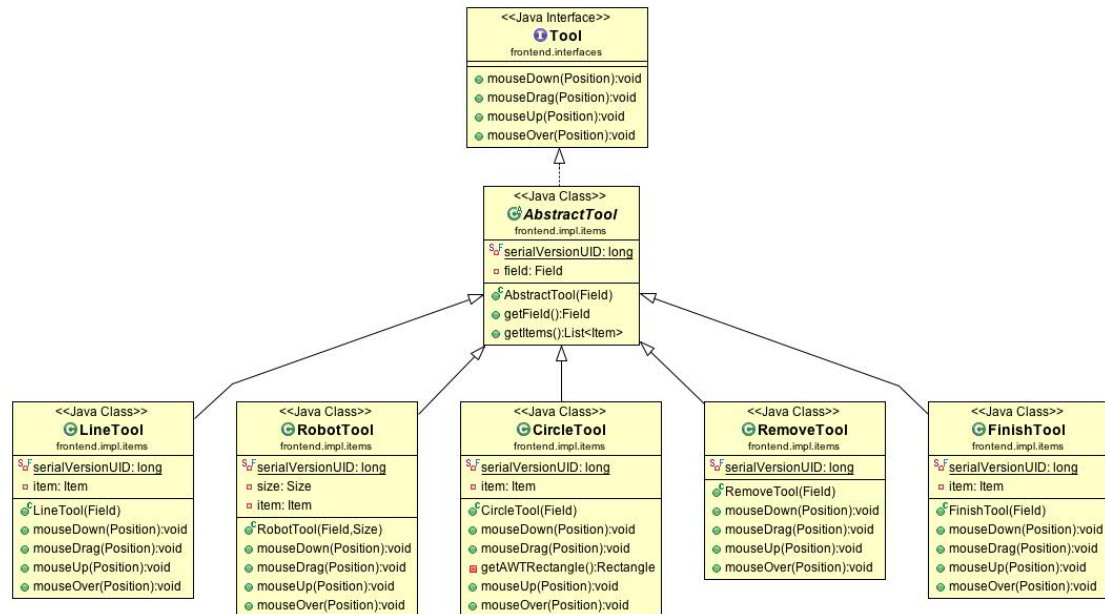 <<Java Interface>>
Tool
frontend.interfaces
mouseDown(Position):void
mouseDrag(Position):void
mouseUp(Position):void
mouseOver(Position):void
<<Java Class>>
AbstractTool
frontend.impl.items
serialVersionUID: long
field: Field
AbstractTool(Field)
getField():Field
getItems():List<Item>
<<Java Class>>
LineTool
frontend.impl.items
serialVersionUID: long
item: Item
LineTool(Field)
mouseDown(Position):void
mouseDrag(Position):void
mouseUp(Position):void
mouseOver(Position):void
<<Java Class>>
RobotTool
frontend.impl.items
serialVersionUID: long
size: Size
item: Item
RobotTool(Field,Size)
mouseDown(Position):void
mouseDrag(Position):void
mouseUp(Position):void
mouseOver(Position):void
<<Java Class>>
CircleTool
frontend.impl.items
serialVersionUID: long
item: Item
CircleTool(Field)
mouseDown(Position):void
mouseDrag(Position):void
getAWTRectangle():Rectangle
mouseUp(Position):void
mouseOver(Position):void
<<Java Class>>
RemoveTool
frontend.impl.items
serialVersionUID: long
RemoveTool(Field)
mouseDown(Position):void
mouseDrag(Position):void
mouseUp(Position):void
mouseOver(Position):void
<<Java Class>>
FinishTool
frontend.impl.items
serialVersionUID: long
item: Item
FinishTool(Field)
mouseDown(Position):void
mouseDrag(Position):void
mouseUp(Position):void
mouseOver(Position):void